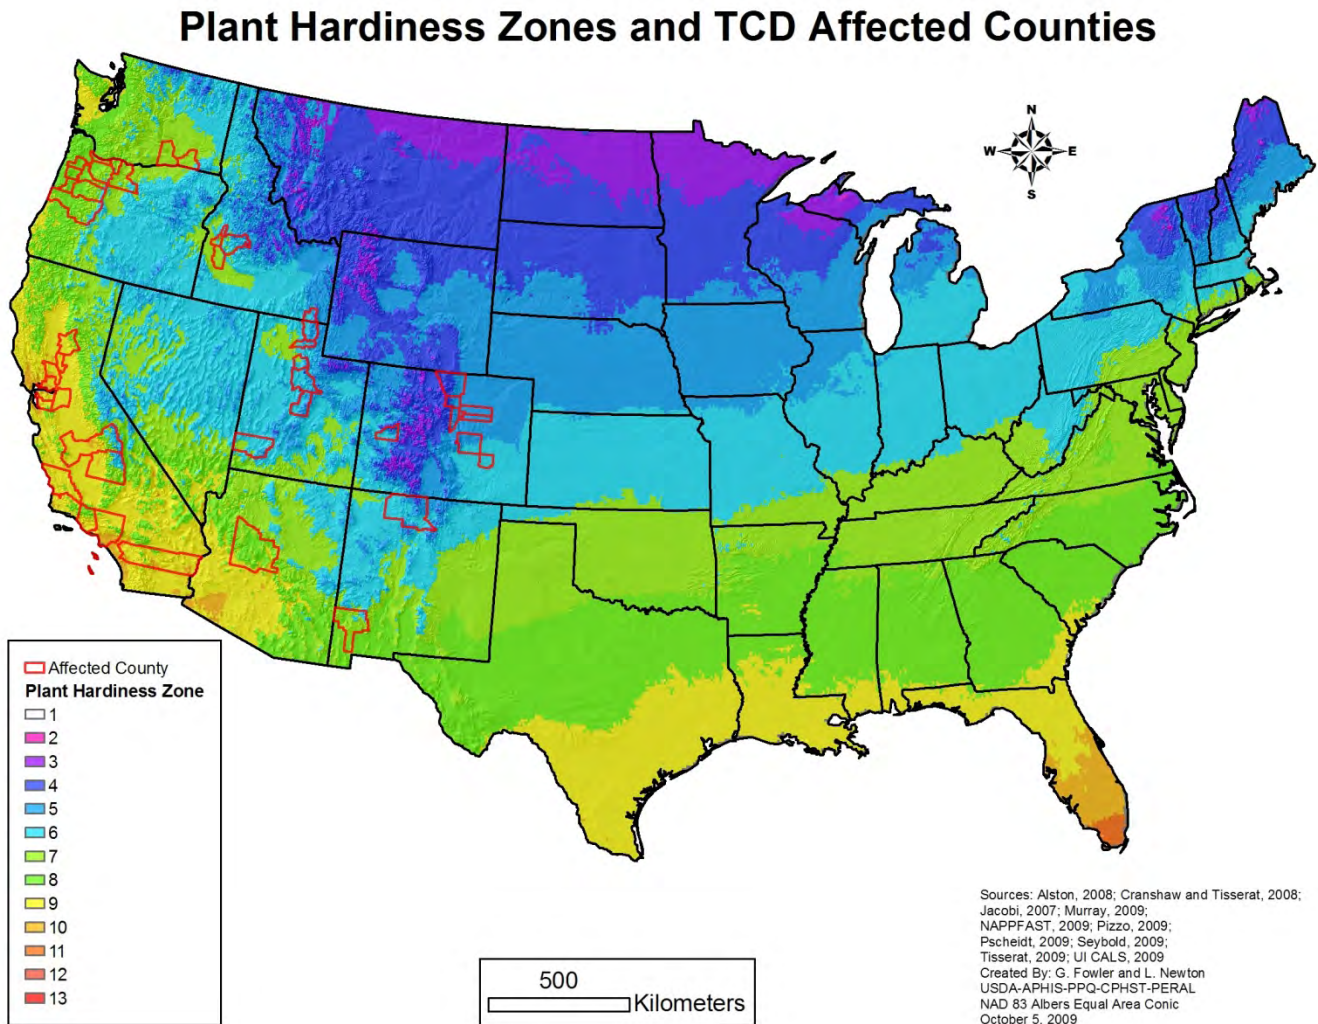 Plant Hardiness Zones and TCD Affected Counties
N
W
E
S
Affected County
Plant Hardiness Zone
1
2
3
4
5
6
7
8
9
10
11
12
13
500
Kilometers
Sources: Alston, 2008; Cranshaw and Tisserat, 2008;
Jacobi, 2007; Murray, 2009;
NAPPFAST, 2009; Pizzo, 2009;
Pscheidt, 2009; Seybold, 2009;
Tisserat, 2009; UI CALS, 2009
Created By: G. Fowler and L. Newton
USDA-APHIS-PPQ-CPHST-PERAL
NAD 83 Albers Equal Area Conic
October 5, 2009